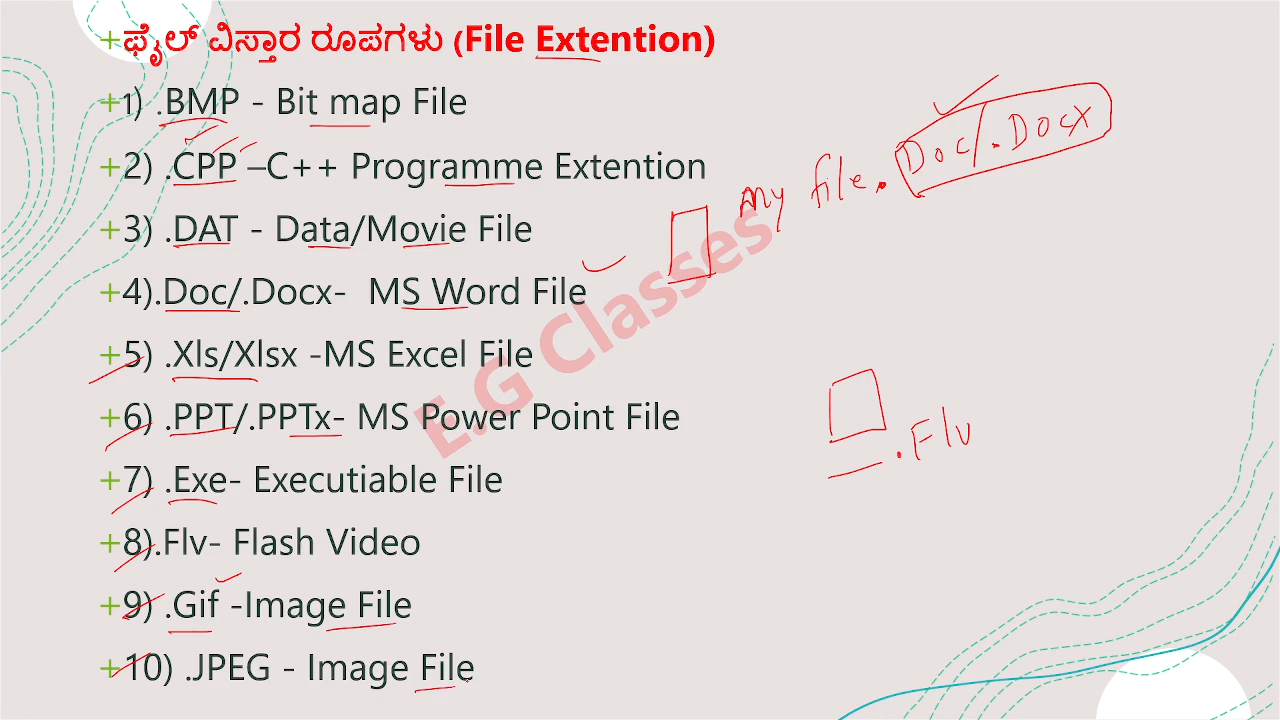 +ಫೈಲ್ ವಿಸ್ತಾರ ರೂಪಗಳು (File Extention)
+1) .BMP - Bit map File
+2) .CPP –C++ Programme Extention
+3) .DAT - Data/Movie File
+4).Doc/.Docx- MS Word File
+5) .Xls/Xlsx -MS Excel File
+6) .PPT/.PPTx- MS Power Point File
+7) .Exe- Executiable File
+8).Flv- Flash Video
+9) .Gif -Image File
+10) .JPEG - Image File
My file. Doc/.Docx
.Flv
E.G Classes